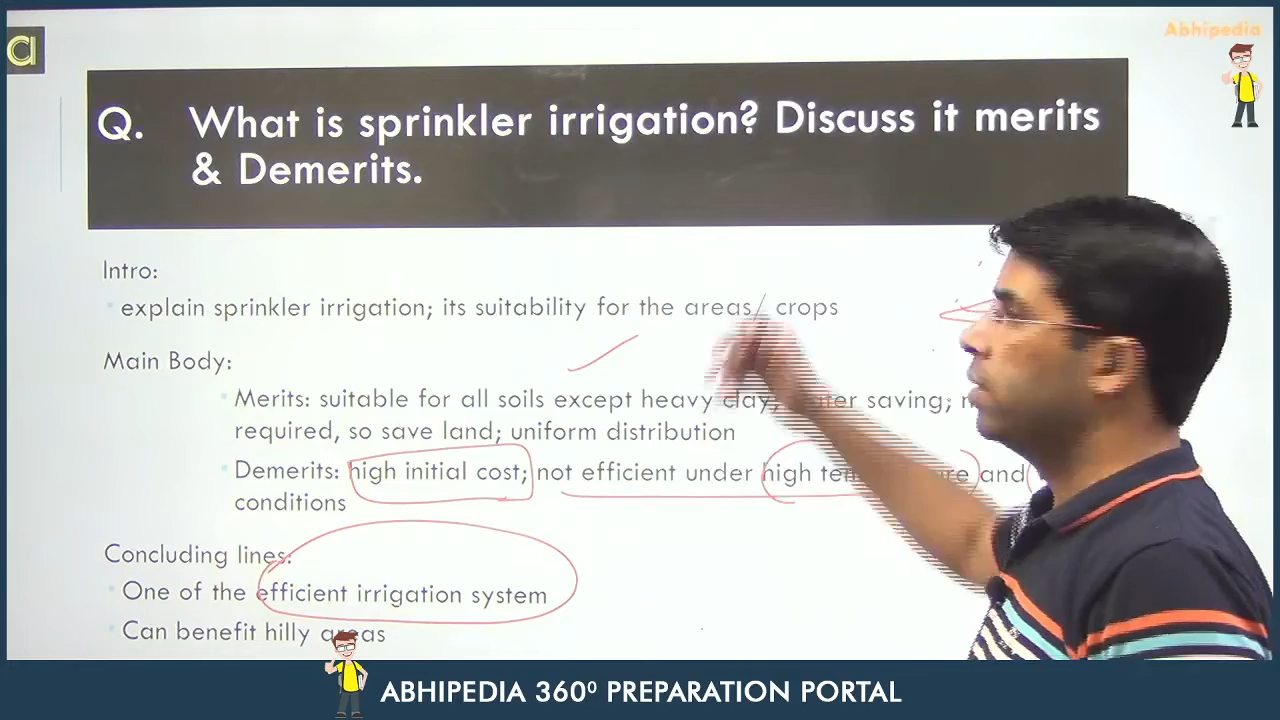 a
Abhipedia
Q. What is sprinkler irrigation? Discuss it merits
& Demerits.
Intro:
explain sprinkler irrigation; its suitability for the areas/ crops
Main Body:
Merits: suitable for all soils except heavy clay; saving;
required, so save land; uniform distribution
Demerits: high initial cost; not efficient under high and
conditions
Concluding lines:
One of the efficient irrigation system
Can benefit hilly areas
ABHIPEDIA 360⁰ PREPARATION PORTAL